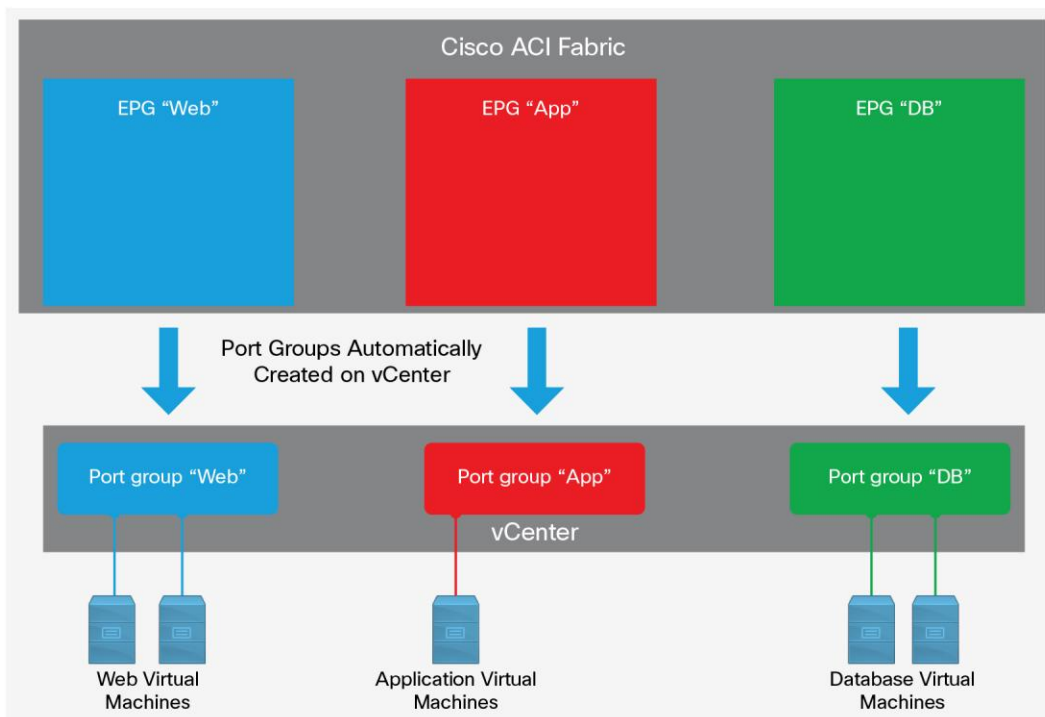 Cisco ACI Fabric
EPG “Web”
EPG “App”
EPG “DB”
Port Groups Automatically
Created on vCenter
Port group “Web”
Port group “App”
Port group “DB”
vCenter
Web Virtual
Machines
Application Virtual
Machines
Database Virtual
Machines